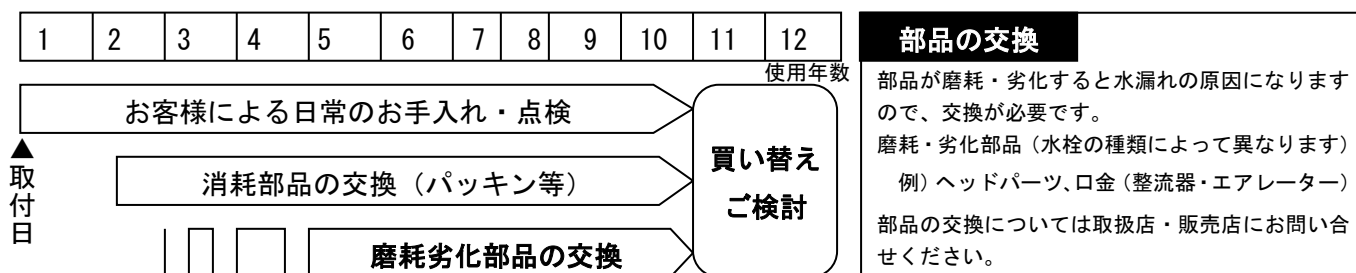 1 2 3 4 5 6 7 8 9 10 11 12
使用年数
お客様による日常のお手入れ・点検
▲
取付日
消耗部品の交換（パッキン等）
磨耗劣化部品の交換
買い替え
ご検討
部品の交換
部品が磨耗・劣化すると水漏れの原因になります
ので、交換が必要です。
磨耗・劣化部品（水栓の種類によって異なります）
例）ヘッドパーツ、口金（整流器・エアレーター）
部品の交換については取扱店・販売店にお問い合
せください。